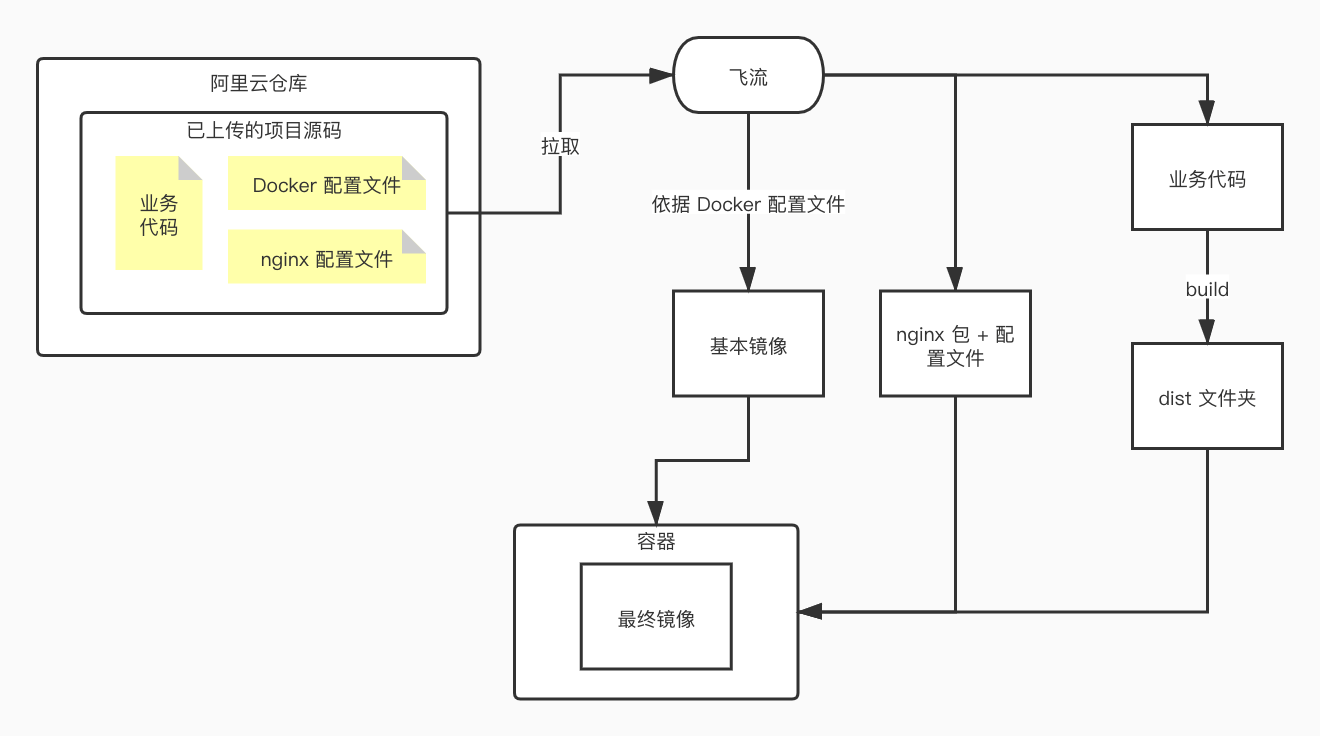 阿里云仓库
已上传的项目源码
业务
代码
Docker 配置文件
nginx 配置文件
拉取
飞流
依据 Docker 配置文件
业务代码
build
基本镜像
nginx 包 + 配
置文件
dist 文件夹
容器
最终镜像